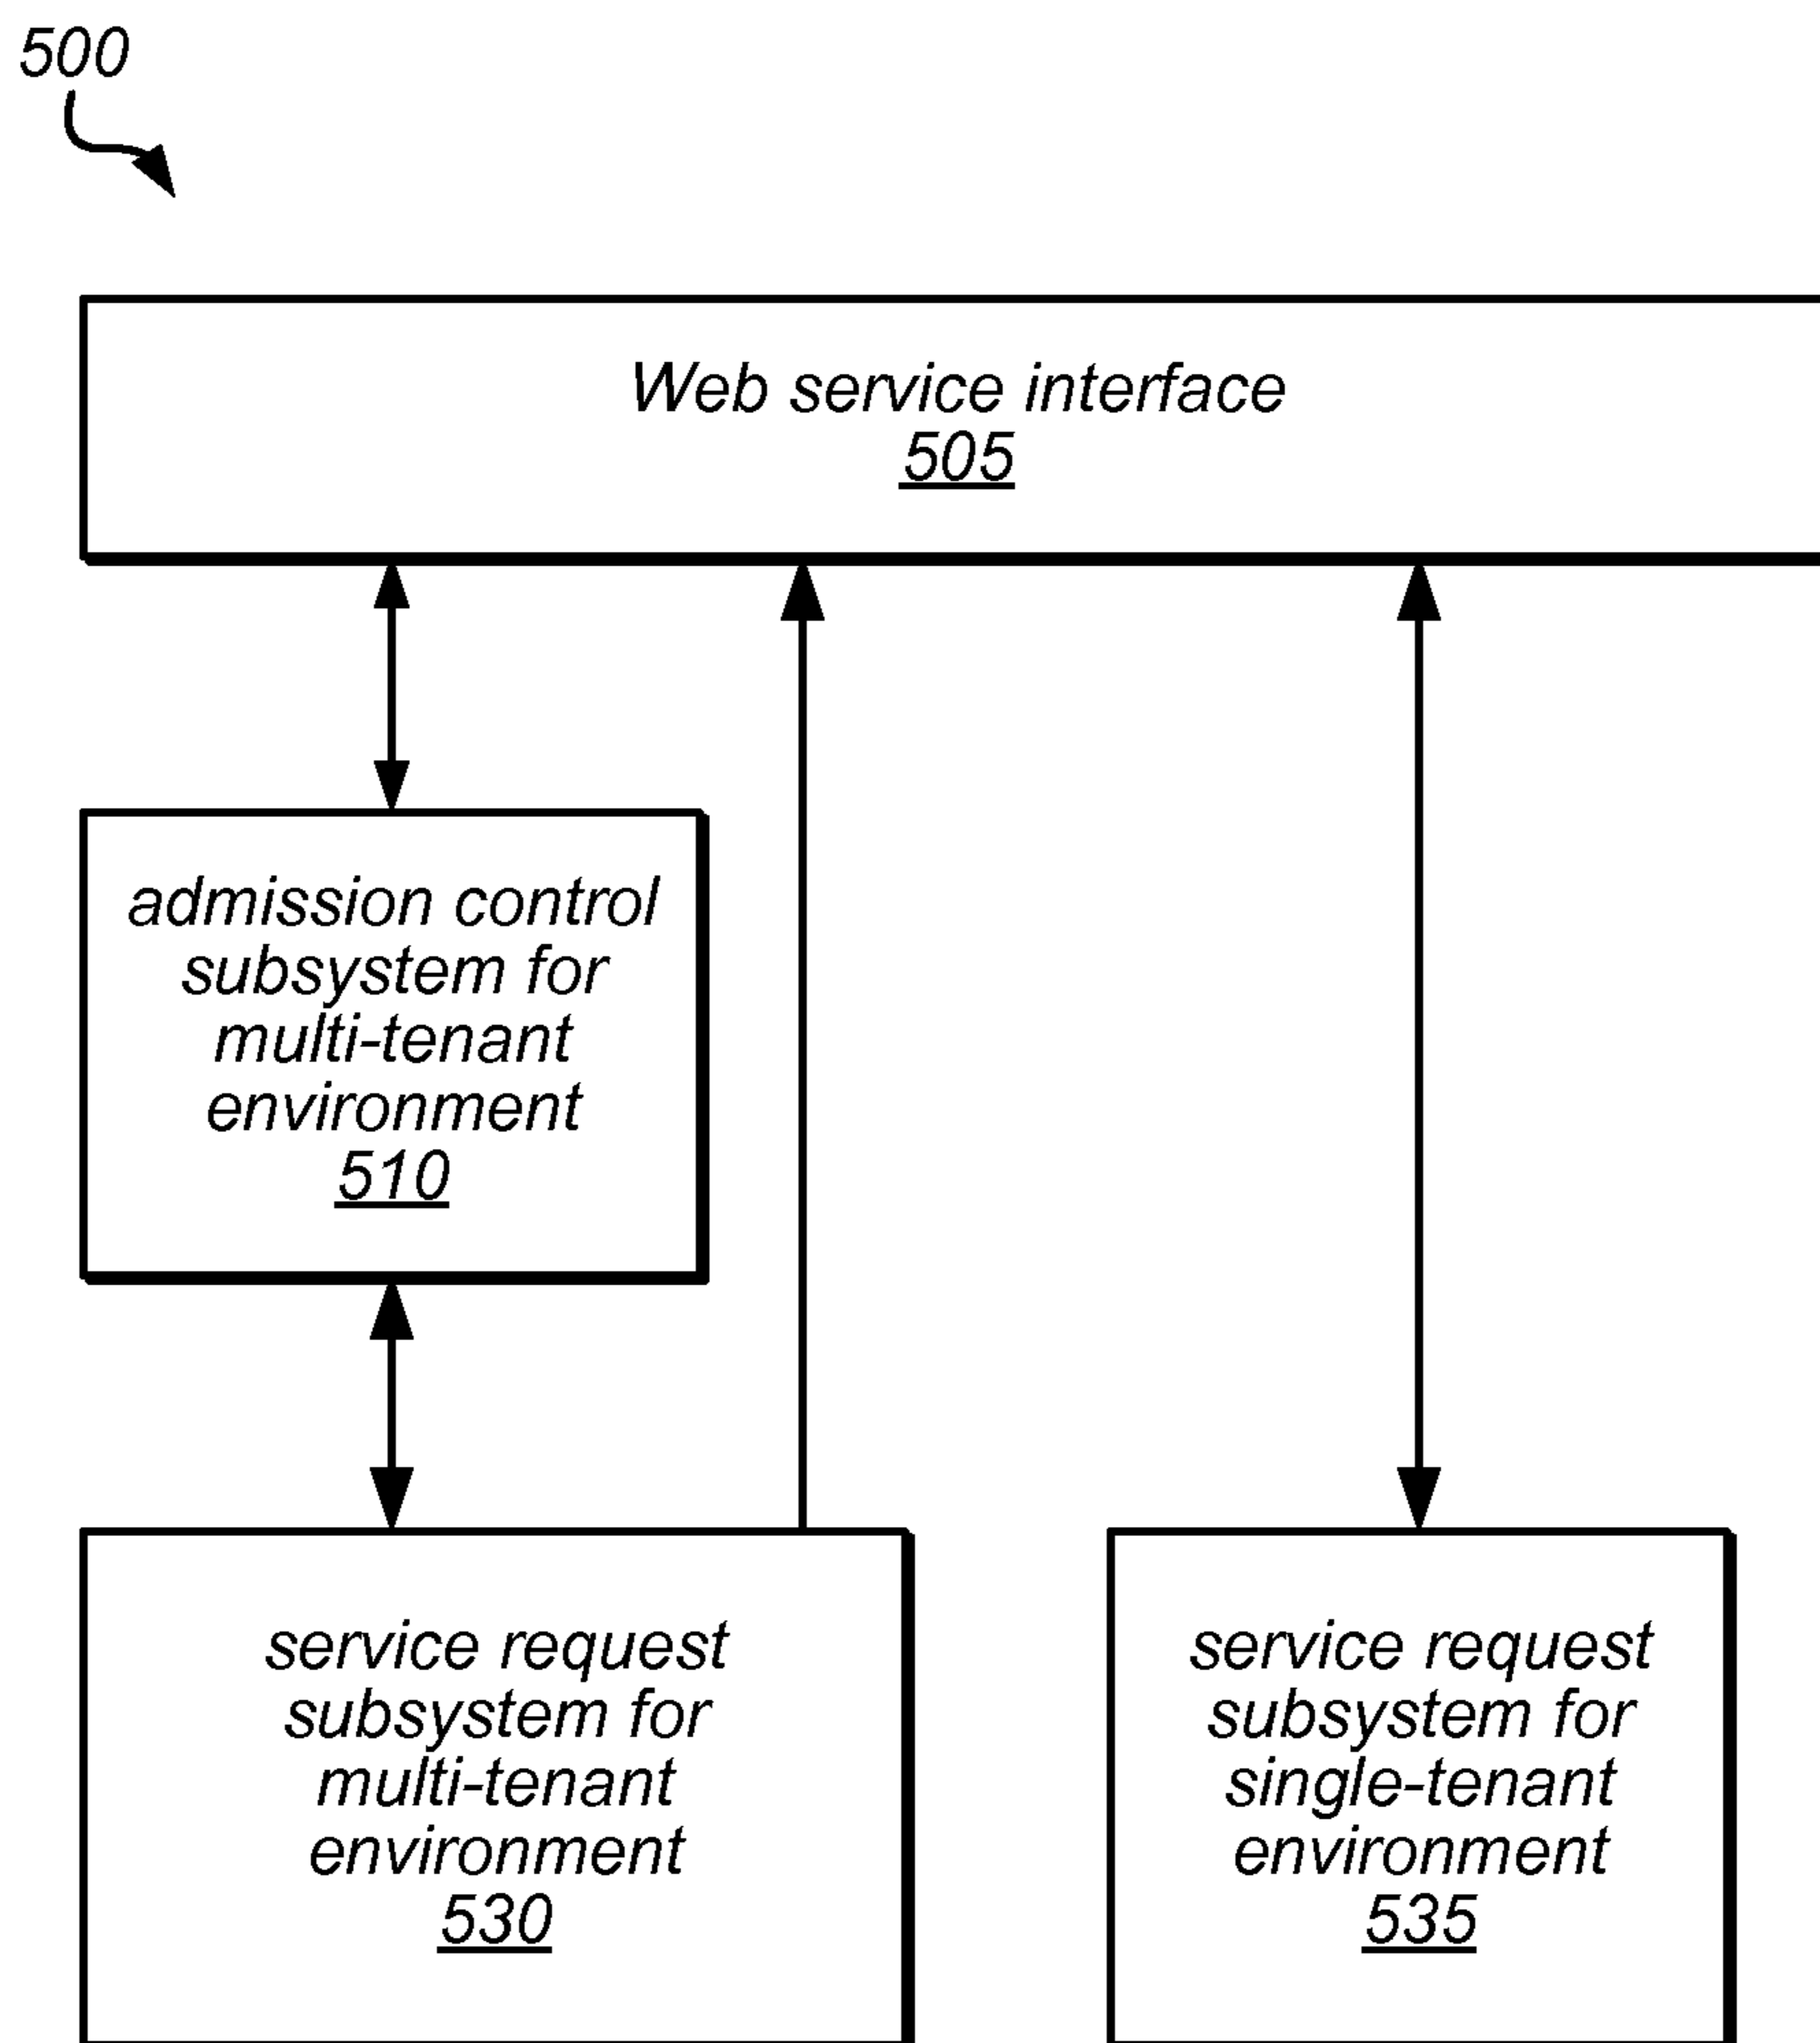 500
Web service interface
505
admission control
subsystem for
multi-tenant
environment
510
service request
subsystem for
multi-tenant
environment
530
service request
subsystem for
single-tenant
environment
535